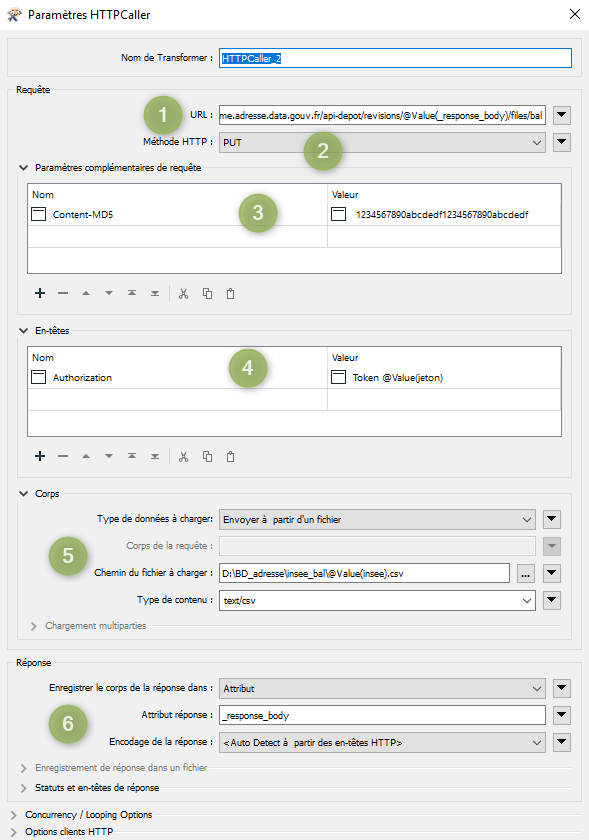 Paramètres HTTPCaller
Nom de Transformer : HTTPCaller_2
Requête
1 URL : me.adresse.data.gouv.fr/api-depot/revisions/@Value(_response_body)/files/bal
Méthode HTTP : PUT
2
Paramètres complémentaires de requête
Nom Valeur
Content-MD5 3 1234567890abcdedf1234567890abcdedf
En-têtes
Nom Valeur
4
Authorization Token @Value(jeton)
Corps
Type de données à charger: Envoyer à partir d'un fichier
5 Corps de la requête :
Chemin du fichier à charger : D:\BD_adresse\insee_bal\@Value(insee).csv ...
Type de contenu : text/csv
Chargement multiparties
Réponse
Enregistrer le corps de la réponse dans : Attribut
6 Attribut réponse : _response_body
Encodage de la réponse : <Auto Detect à partir des en-têtes HTTP>
Enregistrement de réponse dans un fichier
Statuts et en-têtes de réponse
Concurrency / Looping Options
Options clients HTTP